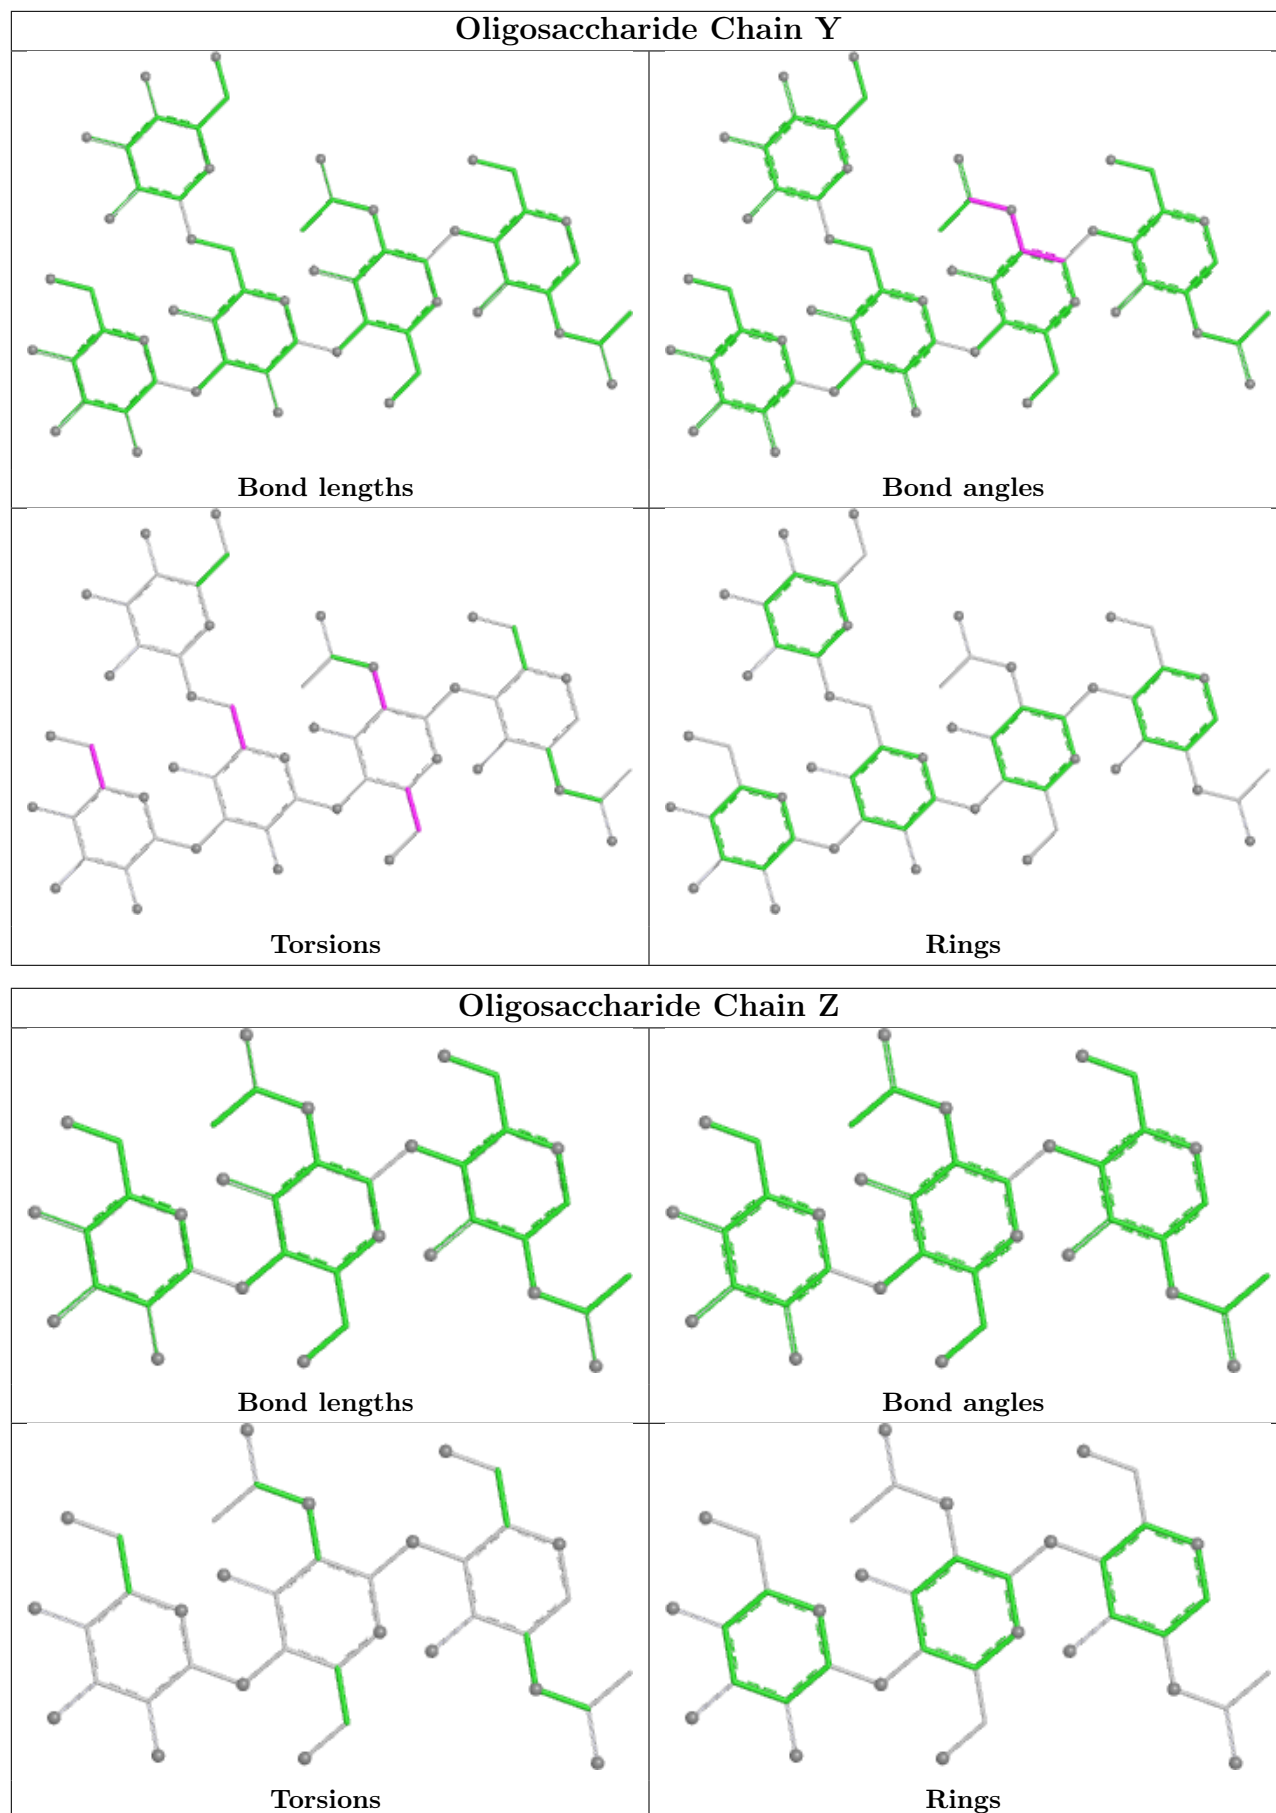 Oligosaccharide Chain Y
Bond lengths
Bond angles
Torsions
Rings
Oligosaccharide Chain Z
Bond lengths
Bond angles
Torsions
Rings